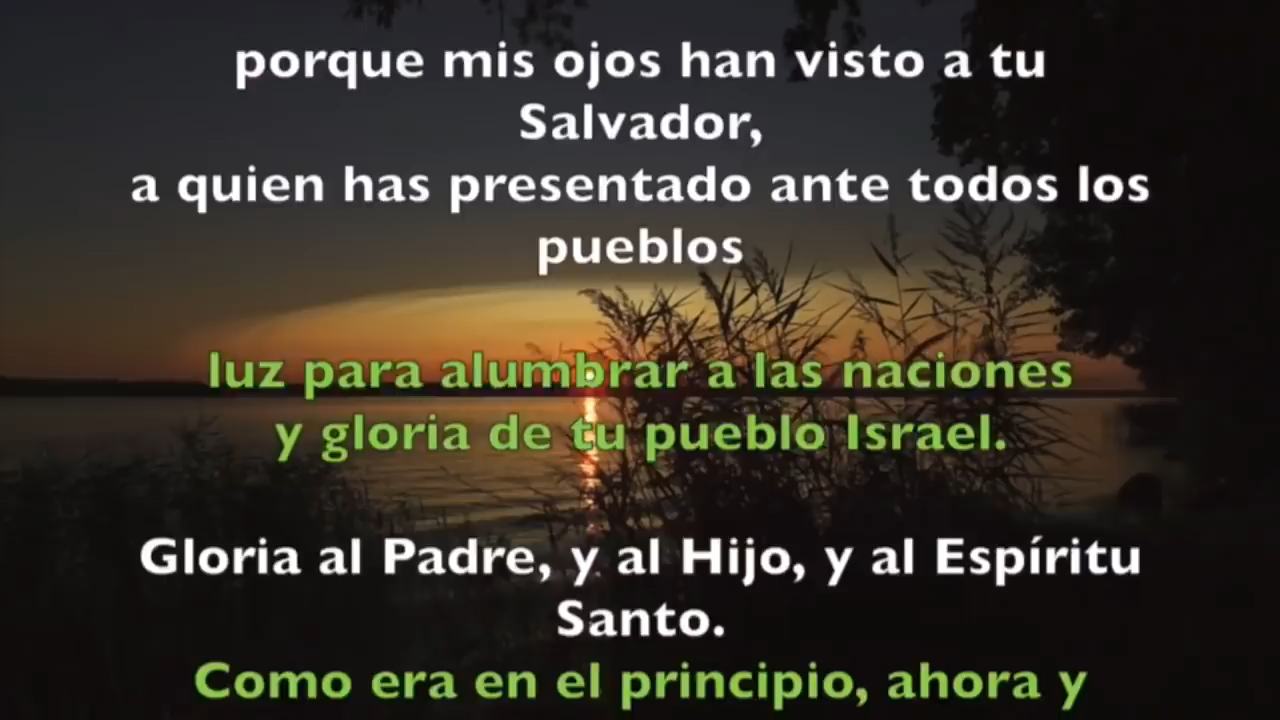 porque mis ojos han visto a tu
Salvador,
a quien has presentado ante todos los
pueblos
luz para alumbrar a las naciones
y gloria de tu pueblo Israel.
Gloria al Padre, y al Hijo, y al Espíritu
Santo.
Como era en el principio, ahora y